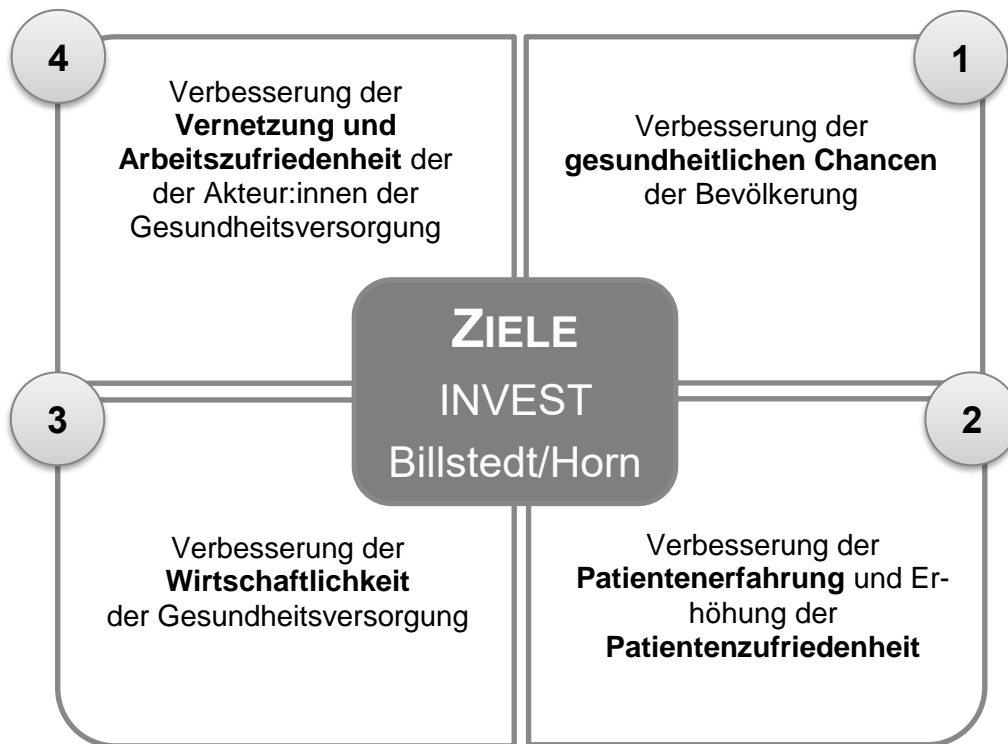 4
Verbesserung der
Vernetzung und
Arbeitszufriedenheit der
der Akteur:innen der
Gesundheitsversorgung
1
Verbesserung der
gesundheitlichen Chancen
der Bevölkerung
ZIELE
INVEST
Billstedt/Horn
3
Verbesserung der
Wirtschaftlichkeit
der Gesundheitsversorgung
2
Verbesserung der
Patientenerfahrung und Er-
höhung der
Patientenzufriedenheit